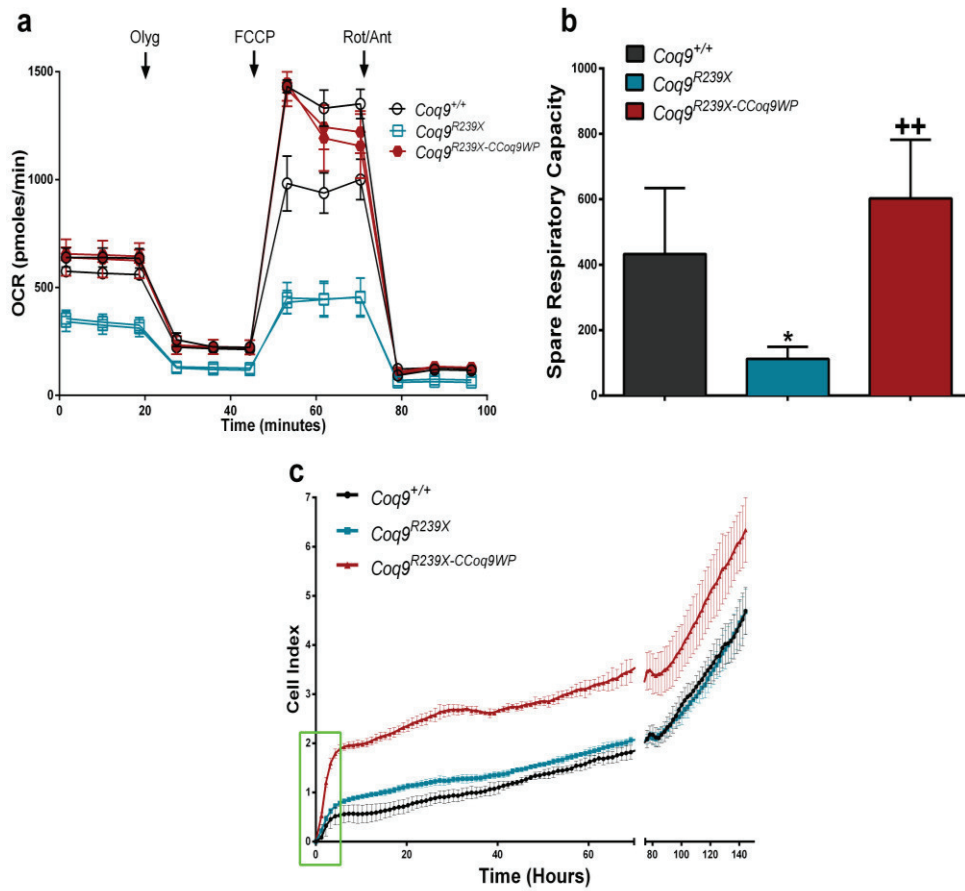 a
Olyg FCCP Rot/Ant
1500
1000
500
0
OCR (pmoles/min)
0 20 40 60 80 100
Time (minutes)
Coq9+/+
Coq9R239X
Coq9R239X-CCoq9WP
b
Coq9+/+
Coq9R239X
Coq9R239X-CCoq9WP
1000
800
600
400
200
0
Spare Respiratory Capacity
*
++
c
Coq9+/+
Coq9R239X
Coq9R239X-CCoq9WP
7
6
5
4
3
2
1
0
Cell Index
0 20 40 60 80 100 120 140
Time (Hours)